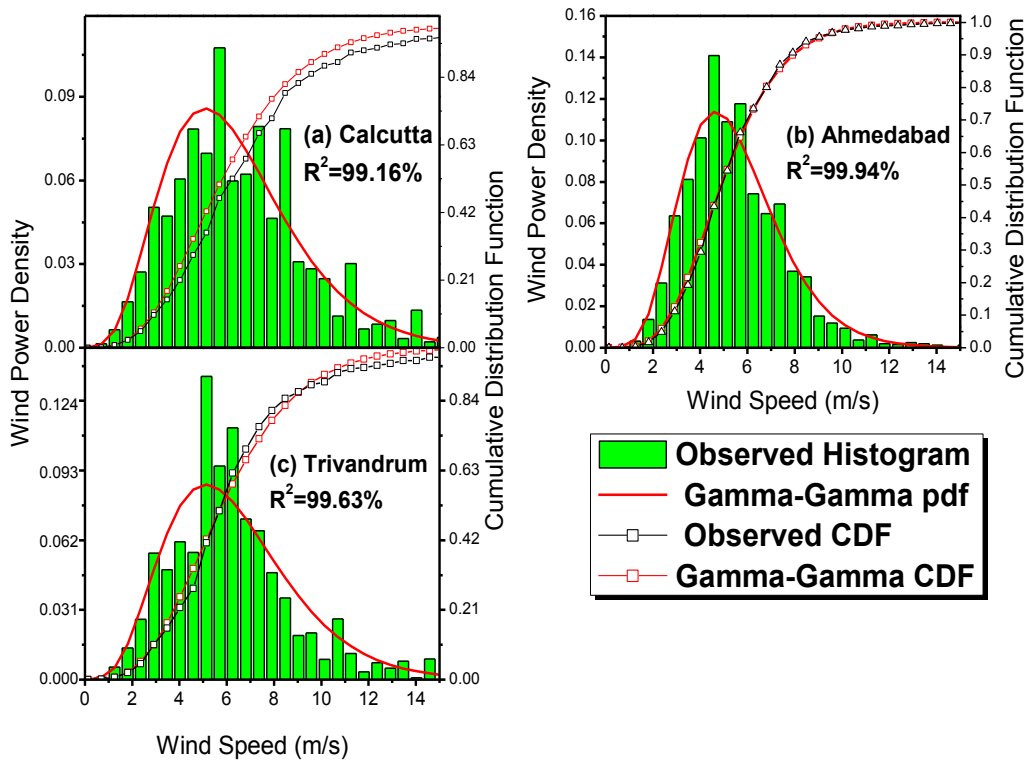 Wind Power Density
0.09
0.06
0.03
0.00
(a) Calcutta
R²=99.16%
0.84
0.63
0.42
0.21
0.00
Cumulative Distribution Function
0.124
0.093
0.062
0.031
0.000
(c) Trivandrum
R²=99.63%
0.84
0.63
0.42
0.21
0.00
0 2 4 6 8 10 12 14
Wind Speed (m/s)
Wind Power Density
0.16
0.14
0.12
0.10
0.08
0.06
0.04
0.02
0.00
(b) Ahmedabad
R²=99.94%
1.0
0.9
0.8
0.7
0.6
0.5
0.4
0.3
0.2
0.1
0.0
Cumulative Distribution Function
0 2 4 6 8 10 12 14
Wind Speed (m/s)
Observed Histogram
Gamma-Gamma pdf
Observed CDF
Gamma-Gamma CDF